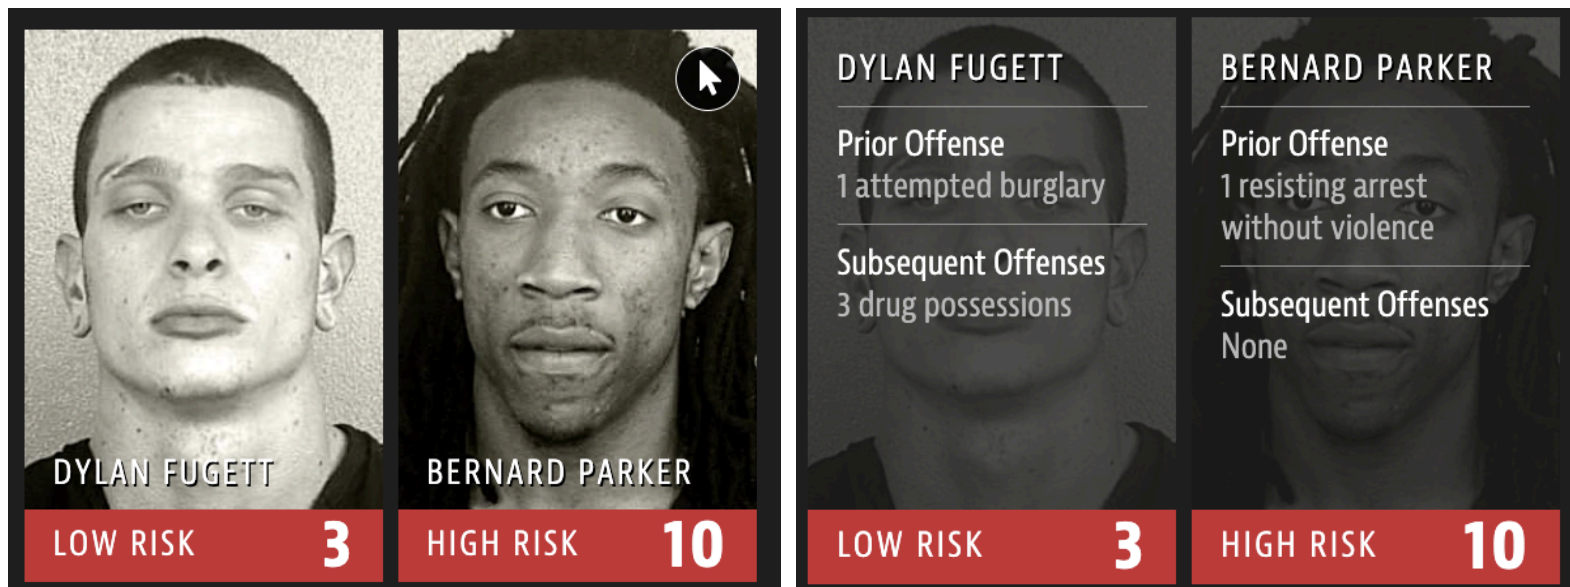 DYLAN FUGETT
LOW RISK 3
BERNARD PARKER
HIGH RISK 10
DYLAN FUGETT
Prior Offense
1 attempted burglary
Subsequent Offenses
3 drug possessions
LOW RISK 3
BERNARD PARKER
Prior Offense
1 resisting arrest
without violence
Subsequent Offenses
None
HIGH RISK 10